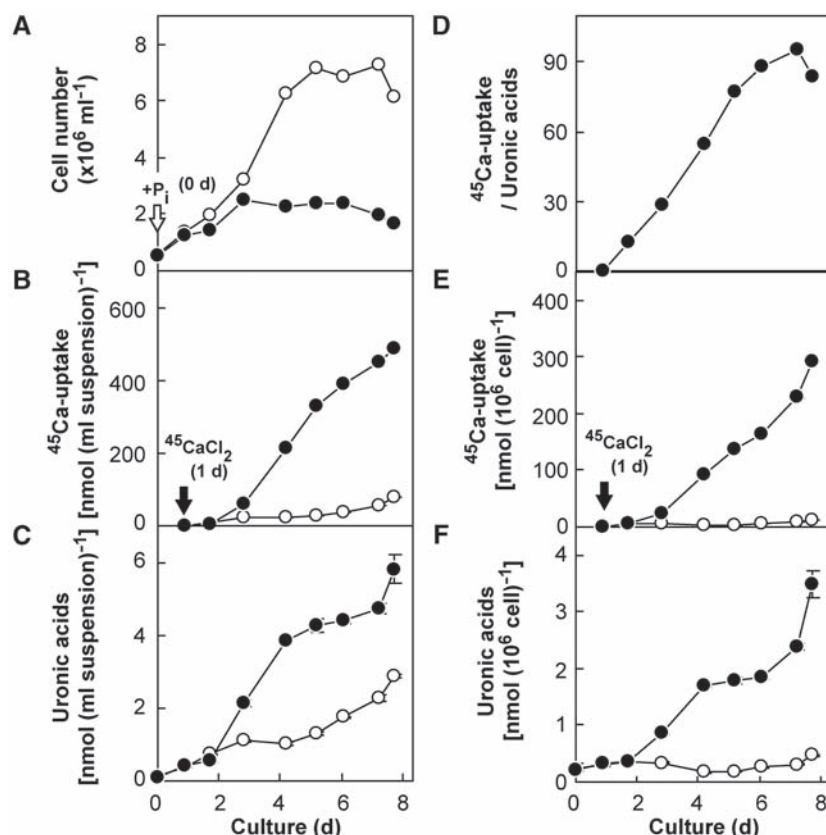 A
Cell number
(x10⁶ ml⁻¹)
8
6
4
2
0
+Pᵢ (0 d)
B
⁴⁵Ca-uptake
[nmol (ml suspension)⁻¹]
600
400
200
0
⁴⁵CaCl₂
(1 d)
C
Uronic acids
[nmol (ml suspension)⁻¹]
6
4
2
0
0 2 4 6 8
Culture (d)
D
⁴⁵Ca-uptake
/ Uronic acids
90
60
30
0
E
⁴⁵Ca-uptake
[nmol (10⁶ cell)⁻¹]
400
300
200
100
0
⁴⁵CaCl₂
(1 d)
F
Uronic acids
[nmol (10⁶ cell)⁻¹]
4
3
2
1
0
0 2 4 6 8
Culture (d)